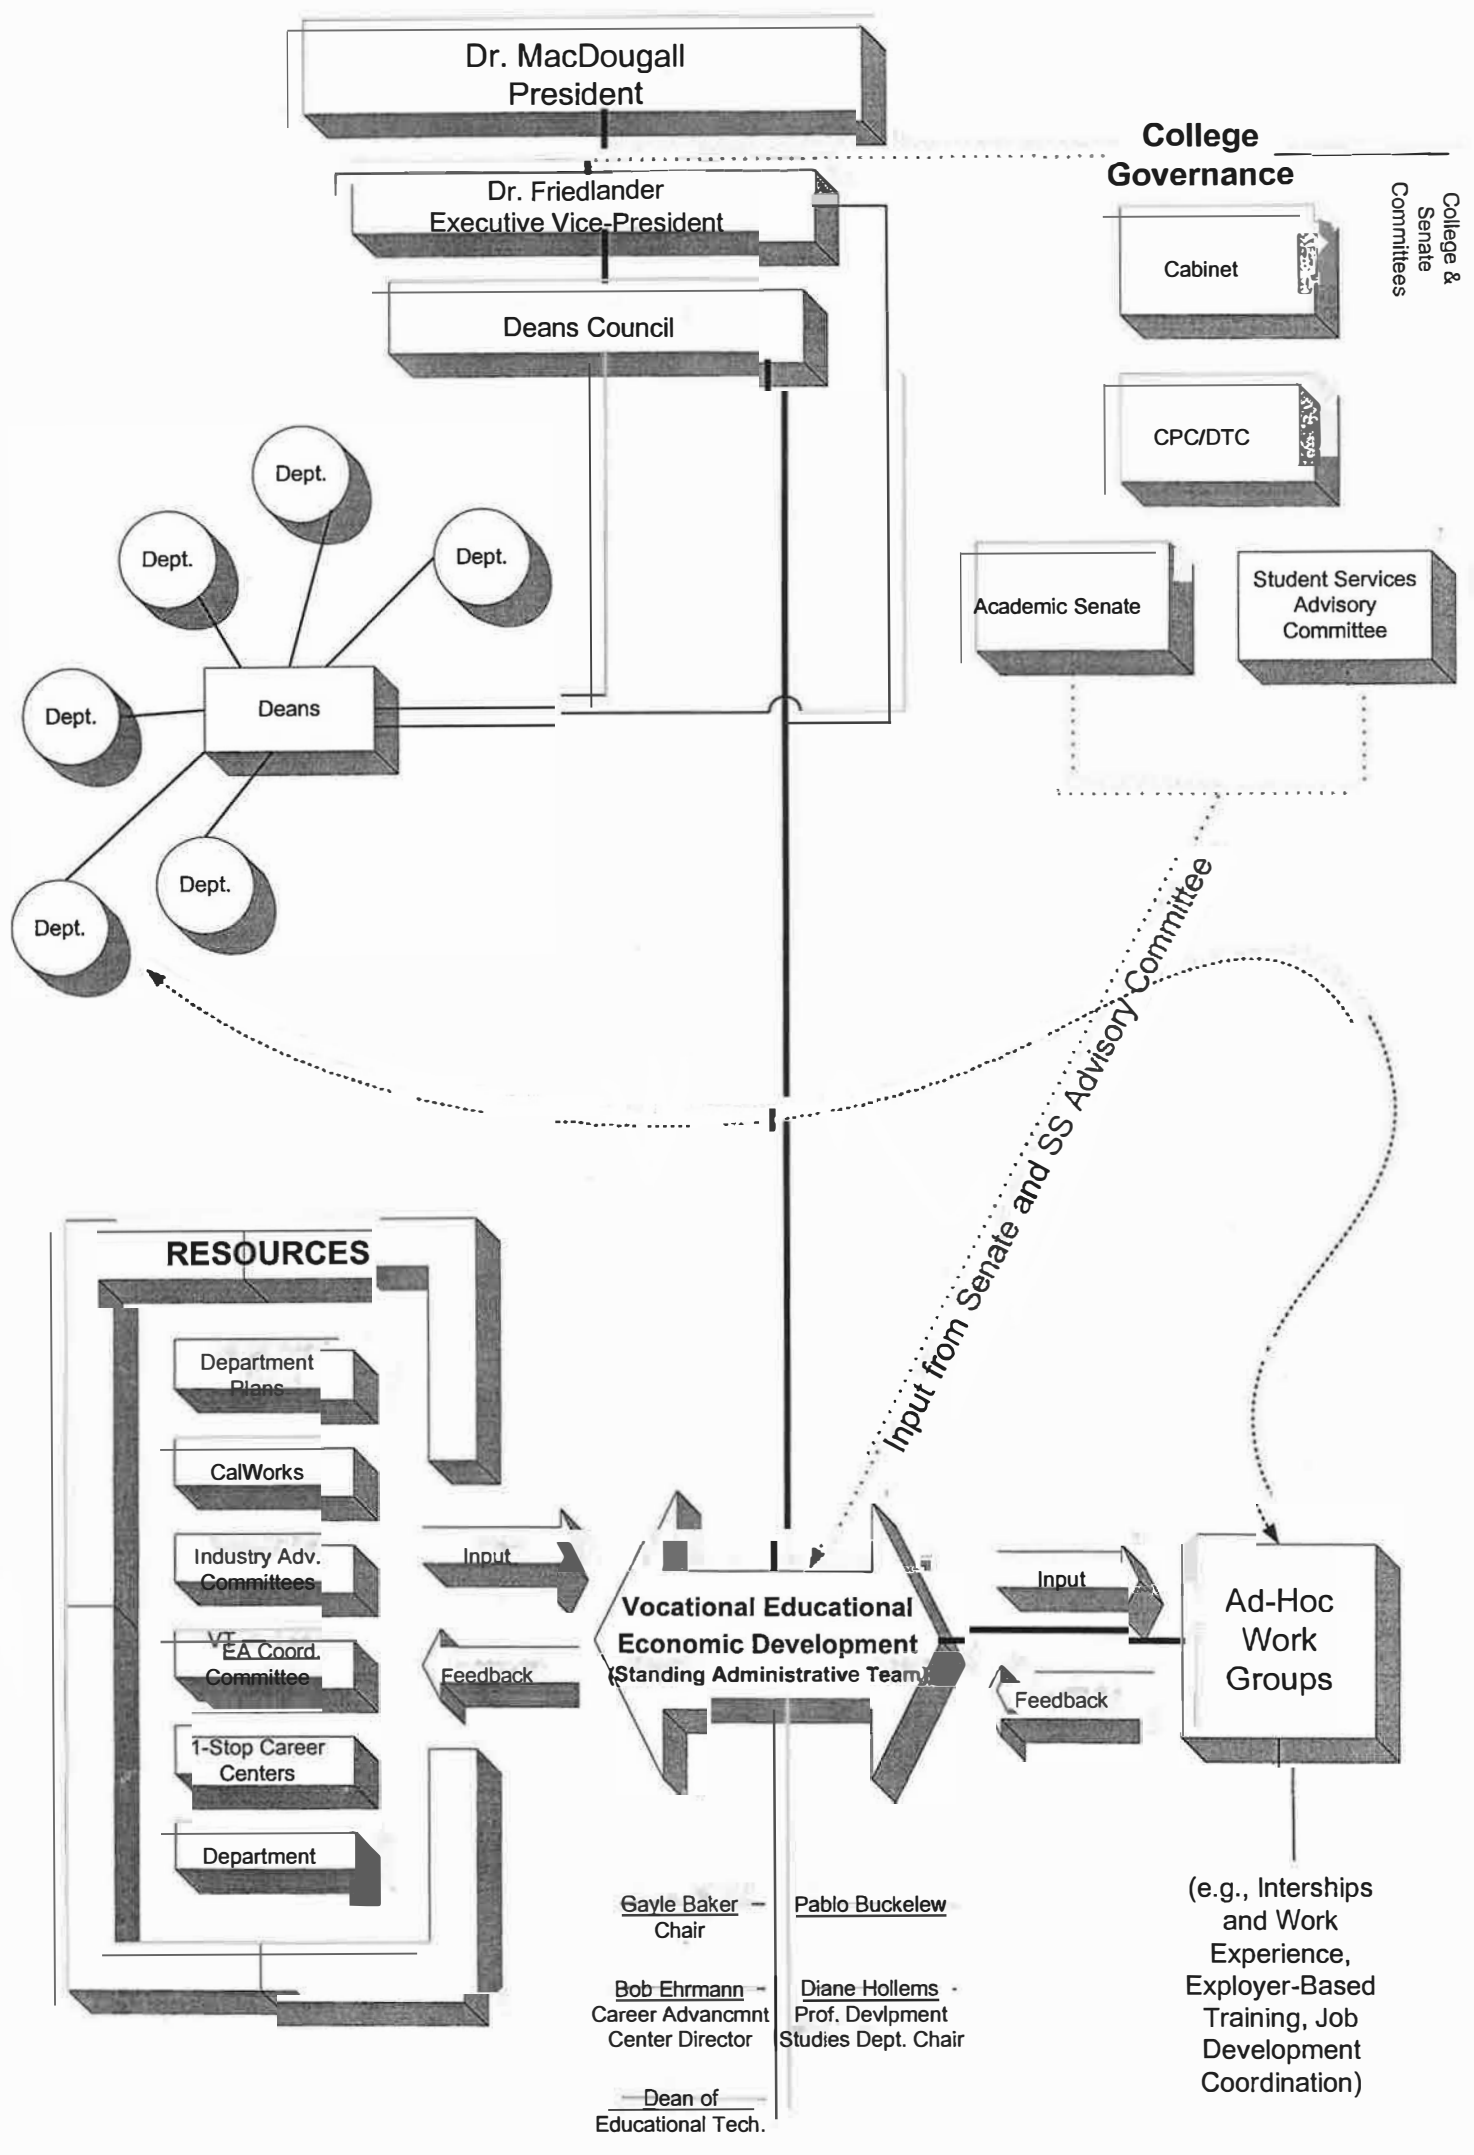 Dr. MacDougall
President
Dr. Friedlander
Executive Vice-President
Deans Council
College
Governance
College &
Senate
Committees
Cabinet
CPC/DTC
Academic Senate
Student Services
Advisory
Committee
Dept.
Dept.
Dept.
Dept.
Deans
Dept.
Dept.
Input from Senate and SS Advisory Committee
RESOURCES
Department
Plans
CalWorks
Industry Adv.
Committees
VTEA Coord.
Committee
1-Stop Career
Centers
Department
Input
Feedback
Vocational Educational
Economic Development
(Standing Administrative Team)
Input
Feedback
Ad-Hoc
Work
Groups
Gayle Baker
Chair
Pablo Buckelew
Bob Ehrmann
Career Advancmnt
Center Director
Diane Hollems
Prof. Devlpment
Studies Dept. Chair
Dean of
Educational Tech.
(e.g., Interships
and Work
Experience,
Exployer-Based
Training, Job
Development
Coordination)